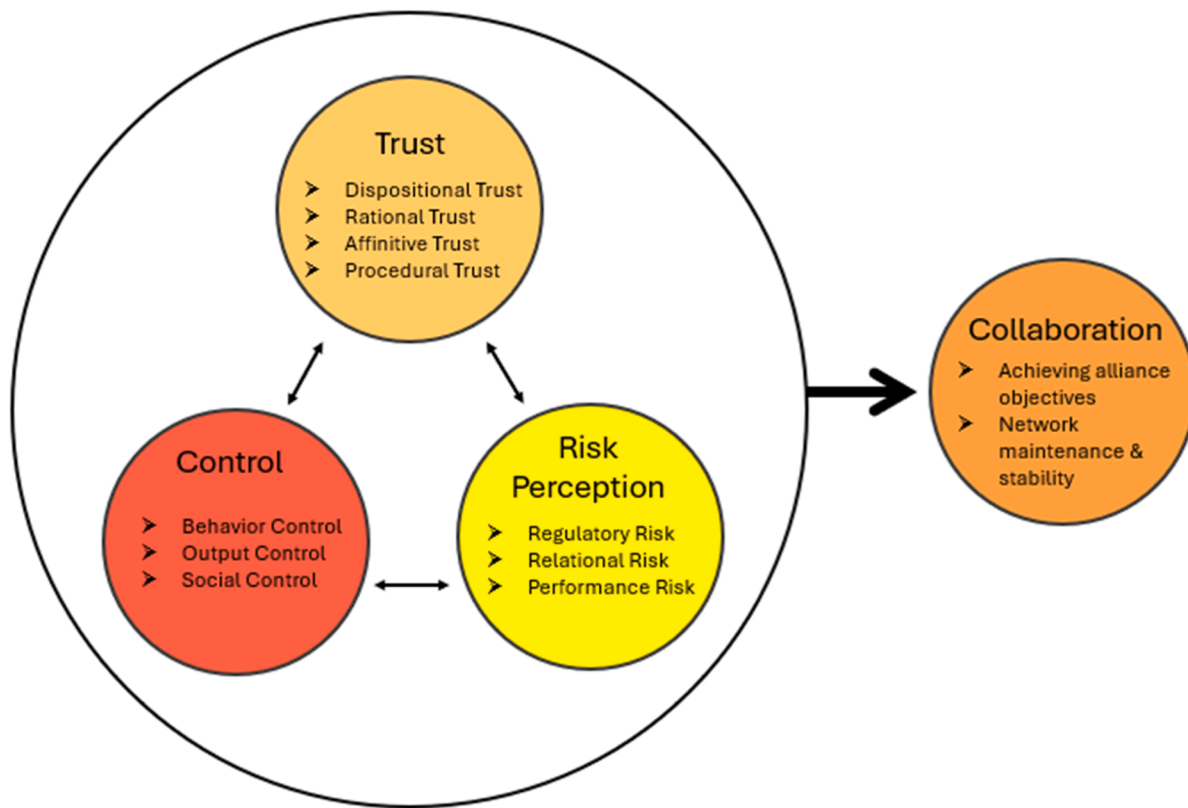 Trust
➤ Dispositional Trust
➤ Rational Trust
➤ Affinitive Trust
➤ Procedural Trust
Control
➤ Behavior Control
➤ Output Control
➤ Social Control
Risk
Perception
➤ Regulatory Risk
➤ Relational Risk
➤ Performance Risk
Collaboration
➤ Achieving alliance
objectives
➤ Network
maintenance &
stability